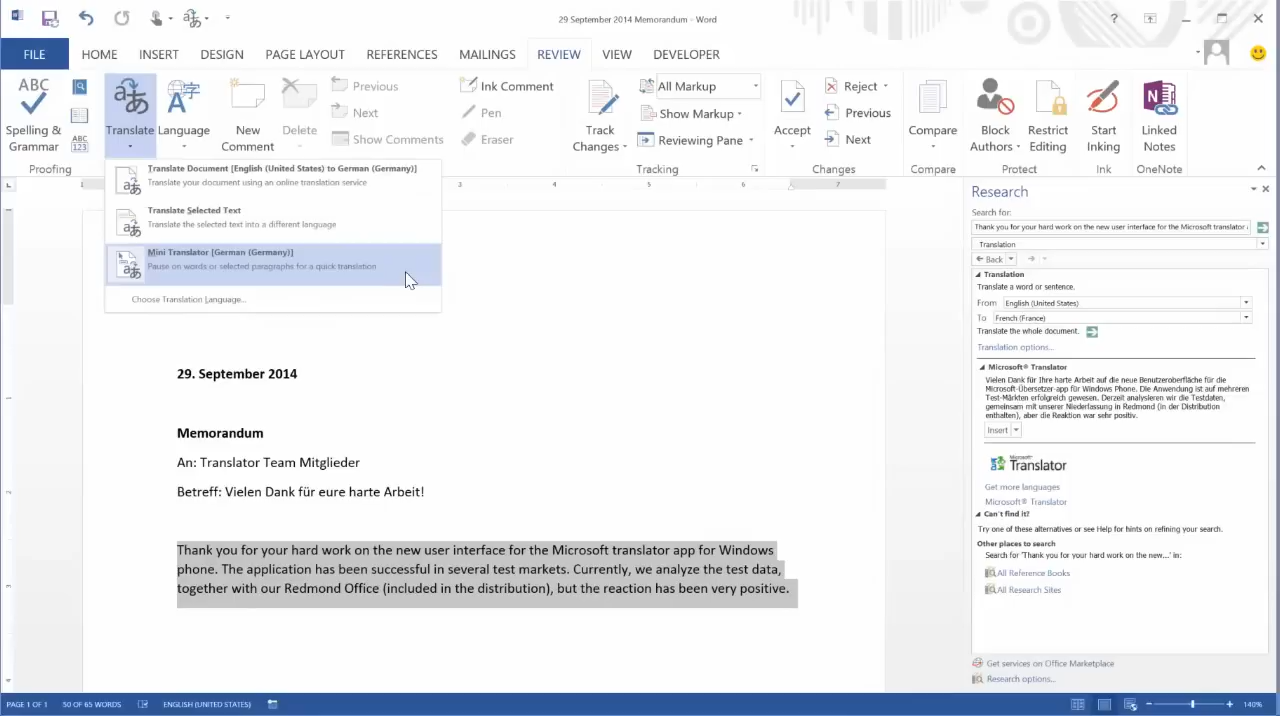 29 September 2014 Memorandum - Word
?
FILE HOME INSERT DESIGN PAGE LAYOUT REFERENCES MAILINGS REVIEW VIEW DEVELOPER
ABC
Spelling &
Grammar
ABC
123
Proofing
Translate
Language
New
Comment
Delete
Previous
Next
Show Comments
Ink Comment
Pen
Eraser
Track
Changes
All Markup
Show Markup
Reviewing Pane
Tracking
Accept
Reject
Previous
Next
Changes
Compare
Compare
Block
Authors
Restrict
Editing
Protect
Start
Inking
Ink
Linked
Notes
OneNote
Translate Document [English (United States) to German (Germany)]
Translate your document using an online translation service
Translate Selected Text
Translate the selected text into a different language
Mini Translator [German (Germany)]
Pause on words or selected paragraphs for a quick translation
Choose Translation Language...
3 4 5 6 7
29. September 2014
Memorandum
An: Translator Team Mitglieder
Betreff: Vielen Dank für eure harte Arbeit!
Thank you for your hard work on the new user interface for the Microsoft translator app for Windows
phone. The application has been successful in several test markets. Currently, we analyze the test data,
together with our Redmond Office (included in the distribution), but the reaction has been very positive.
Research
Search for:
Thank you for your hard work on the new user interface for the Microsoft translator
Translation
Back
Translation
Translate a word or sentence.
From English (United States)
To French (France)
Translate the whole document.
Translation options...
Microsoft® Translator
Vielen Dank für Ihre harte Arbeit auf die neue Benutzeroberfläche für die
Microsoft-Übersetzer-app für Windows Phone. Die Anwendung ist auf mehreren
Test-Märkten erfolgreich gewesen. Derzeit analysieren wir die Testdaten,
gemeinsam mit unserer Niederlassung in Redmond (in der Distribution
enthalten), aber die Reaktion war sehr positiv.
Insert
Microsoft®
Translator
Get more languages
Microsoft® Translator
Can't find it?
Try one of these alternatives or see Help for hints on refining your search.
Other places to search
Search for 'Thank you for your hard work on the new...' in:
All Reference Books
All Research Sites
Get services on Office Marketplace
Research options...
PAGE 1 OF 1 50 OF 65 WORDS ENGLISH (UNITED STATES) 140%